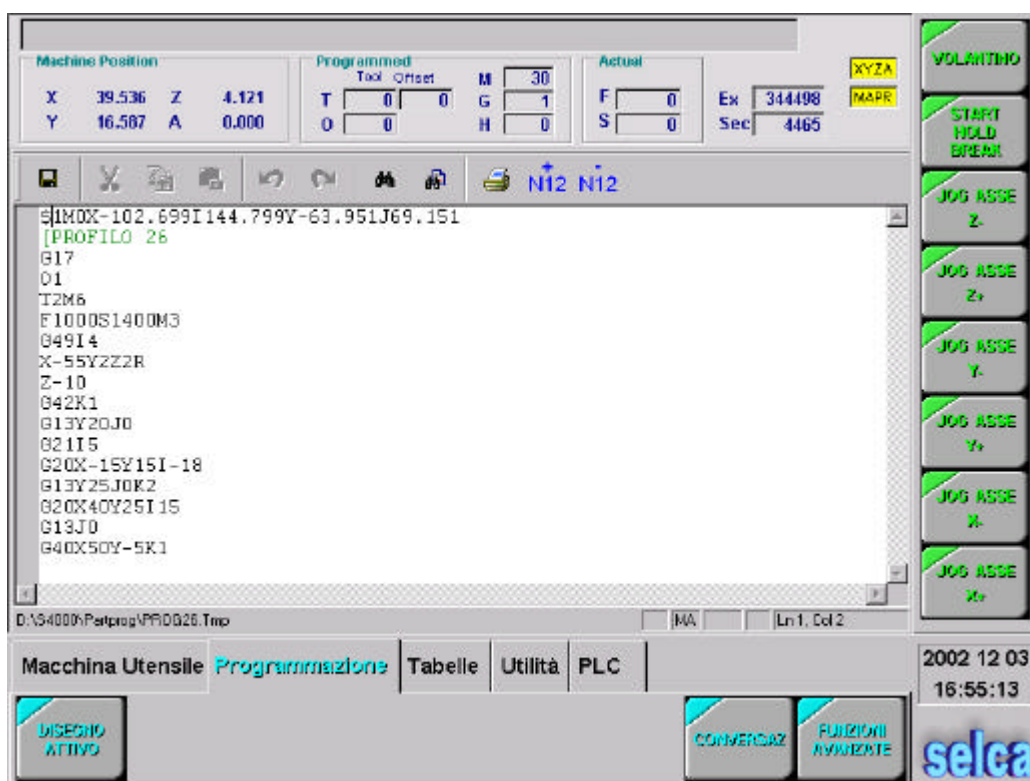 Machine Position
Programmed
Actual
Tool Offset
X 39.536 Z 4.121
Y 16.587 A 0.000
T 0 0
O 0
M 30
G 1
H 0
F 0
S 0
Ex 344498
Sec 4465
XYZA
MAPR
N12 N12
S1M0X-102.699I144.799Y-63.951J69.151
[PROFILO 26
G17
O1
T2M6
F1000S1400M3
G49I4
X-55Y2Z2R
Z-10
G42K1
G13Y20J0
G21I5
G20X-15Y15I-18
G13Y25J0K2
G20X40Y25I15
G13J0
G40X50Y-5K1
D:\S4000\Partprog\PROG26.Tmp
MA
Ln 1, Col 2
Macchina Utensile
Programmazione
Tabelle
Utilità
PLC
DISEGNO
ATTIVO
CONVERSAZ
FUNZIONI
AVANZATE
VOLANTINO
START
HOLD
BREAK
JOG ASSE
Z-
JOG ASSE
Z+
JOG ASSE
Y-
JOG ASSE
Y+
JOG ASSE
X-
JOG ASSE
X+
2002 12 03
16:55:13
selca